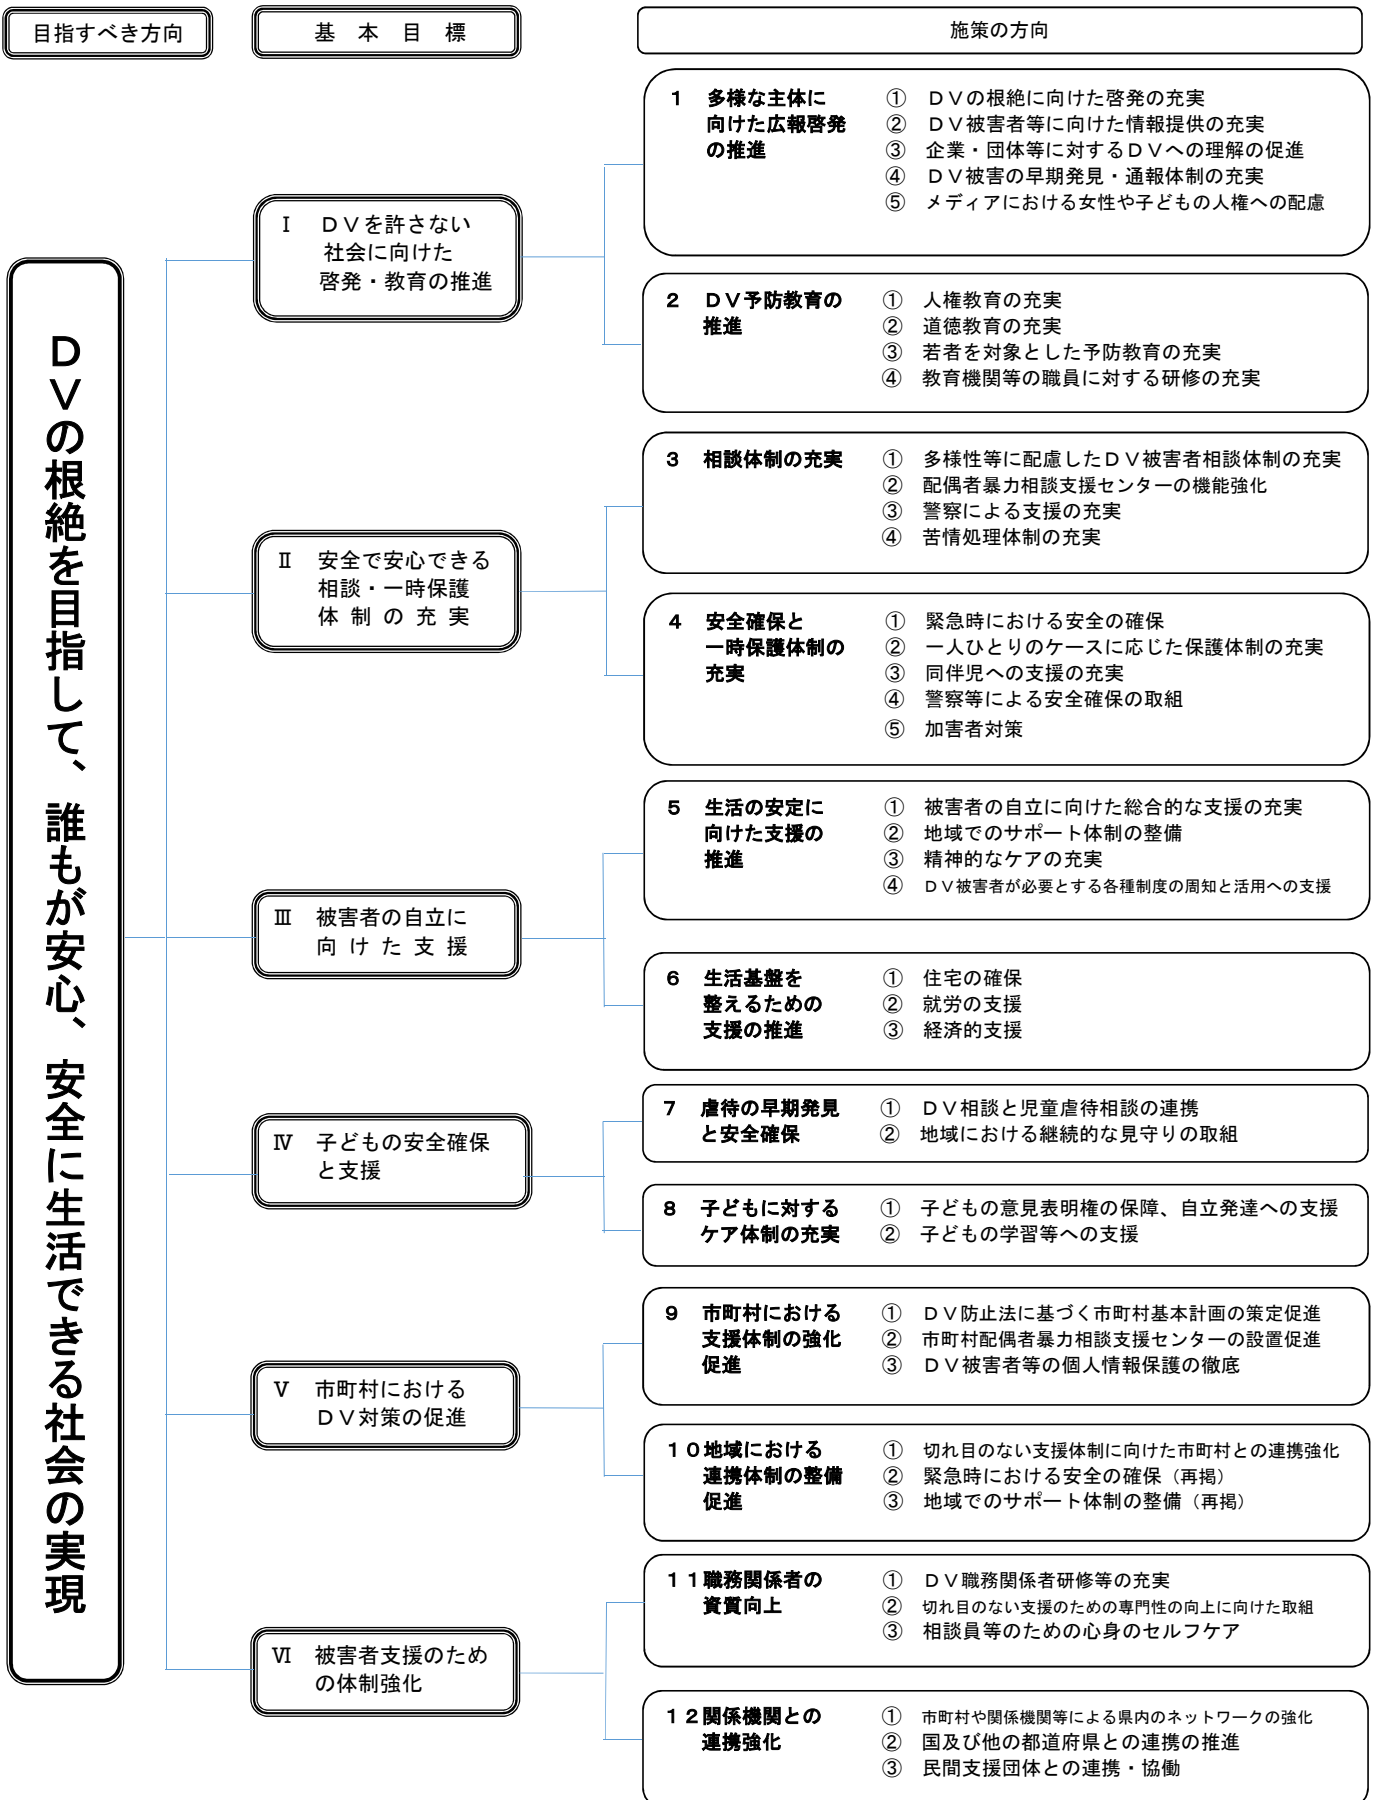 目指すべき方向
基　本　目　標
施策の方向
ＤＶの根絶を目指して、誰もが安心、安全に生活できる社会の実現
Ⅰ　ＤＶを許さない
社会に向けた
啓発・教育の推進
１　多様な主体に
向けた広報啓発
の推進
①　ＤＶの根絶に向けた啓発の充実
②　ＤＶ被害者等に向けた情報提供の充実
③　企業・団体等に対するＤＶへの理解の促進
④　ＤＶ被害の早期発見・通報体制の充実
⑤　メディアにおける女性や子どもの人権への配慮
２　ＤＶ予防教育の
推進
①　人権教育の充実
②　道徳教育の充実
③　若者を対象とした予防教育の充実
④　教育機関等の職員に対する研修の充実
Ⅱ　安全で安心できる
相談・一時保護
体 制 の 充 実
３　相談体制の充実
①　多様性等に配慮したＤＶ被害者相談体制の充実
②　配偶者暴力相談支援センターの機能強化
③　警察による支援の充実
④　苦情処理体制の充実
４　安全確保と
一時保護体制の
充実
①　緊急時における安全の確保
②　一人ひとりのケースに応じた保護体制の充実
③　同伴児への支援の充実
④　警察等による安全確保の取組
⑤　加害者対策
Ⅲ　被害者の自立に
向 け た 支 援
５　生活の安定に
向けた支援の
推進
①　被害者の自立に向けた総合的な支援の充実
②　地域でのサポート体制の整備
③　精神的なケアの充実
④　ＤＶ被害者が必要とする各種制度の周知と活用への支援
６　生活基盤を
整えるための
支援の推進
①　住宅の確保
②　就労の支援
③　経済的支援
Ⅳ　子どもの安全確保
と支援
７　虐待の早期発見
と安全確保
①　ＤＶ相談と児童虐待相談の連携
②　地域における継続的な見守りの取組
８　子どもに対する
ケア体制の充実
①　子どもの意見表明権の保障、自立発達への支援
②　子どもの学習等への支援
Ⅴ　市町村における
ＤＶ対策の促進
９　市町村における
支援体制の強化
促進
①　ＤＶ防止法に基づく市町村基本計画の策定促進
②　市町村配偶者暴力相談支援センターの設置促進
③　ＤＶ被害者等の個人情報保護の徹底
１０地域における
連携体制の整備
促進
①　切れ目のない支援体制に向けた市町村との連携強化
②　緊急時における安全の確保（再掲）
③　地域でのサポート体制の整備（再掲）
Ⅵ　被害者支援のため
の体制強化
１１職務関係者の
資質向上
①　ＤＶ職務関係者研修等の充実
②　切れ目のない支援のための専門性の向上に向けた取組
③　相談員等のための心身のセルフケア
１２関係機関との
連携強化
①　市町村や関係機関等による県内のネットワークの強化
②　国及び他の都道府県との連携の推進
③　民間支援団体との連携・協働